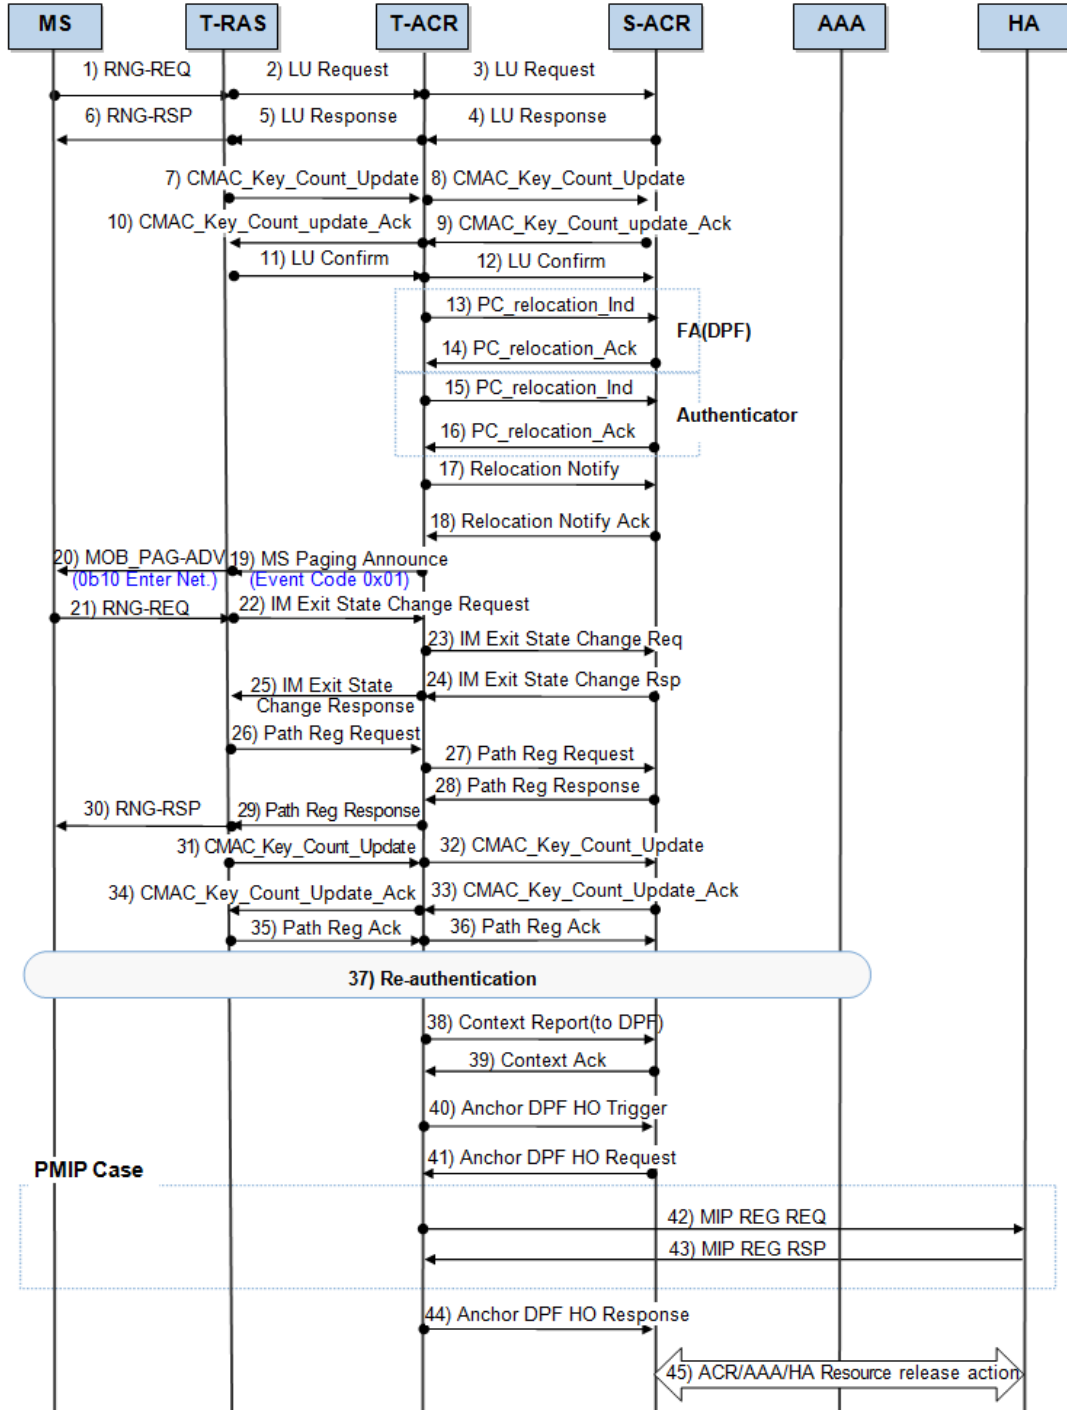 MS T-RAS T-ACR S-ACR AAA HA
1) RNG-REQ 2) LU Request 3) LU Request
6) RNG-RSP 5) LU Response 4) LU Response
7) CMAC_Key_Count_Update 8) CMAC_Key_Count_Update
10) CMAC_Key_Count_update_Ack 9) CMAC_Key_Count_update_Ack
11) LU Confirm 12) LU Confirm
13) PC_relocation_Ind
FA(DPF)
14) PC_relocation_Ack
15) PC_relocation_Ind
Authenticator
16) PC_relocation_Ack
17) Relocation Notify
18) Relocation Notify Ack
20) MOB_PAG-ADV 19) MS Paging Announce
(0b10 Enter Net.) (Event Code 0x01)
21) RNG-REQ 22) IM Exit State Change Request
23) IM Exit State Change Req
25) IM Exit State 24) IM Exit State Change Rsp
Change Response
26) Path Reg Request
27) Path Reg Request
28) Path Reg Response
30) RNG-RSP 29) Path Reg Response
31) CMAC_Key_Count_Update 32) CMAC_Key_Count_Update
34) CMAC_Key_Count_Update_Ack 33) CMAC_Key_Count_Update_Ack
35) Path Reg Ack 36) Path Reg Ack
37) Re-authentication
38) Context Report(to DPF)
39) Context Ack
40) Anchor DPF HO Trigger
41) Anchor DPF HO Request
PMIP Case
42) MIP REG REQ
43) MIP REG RSP
44) Anchor DPF HO Response
45) ACR/AAA/HA Resource release action